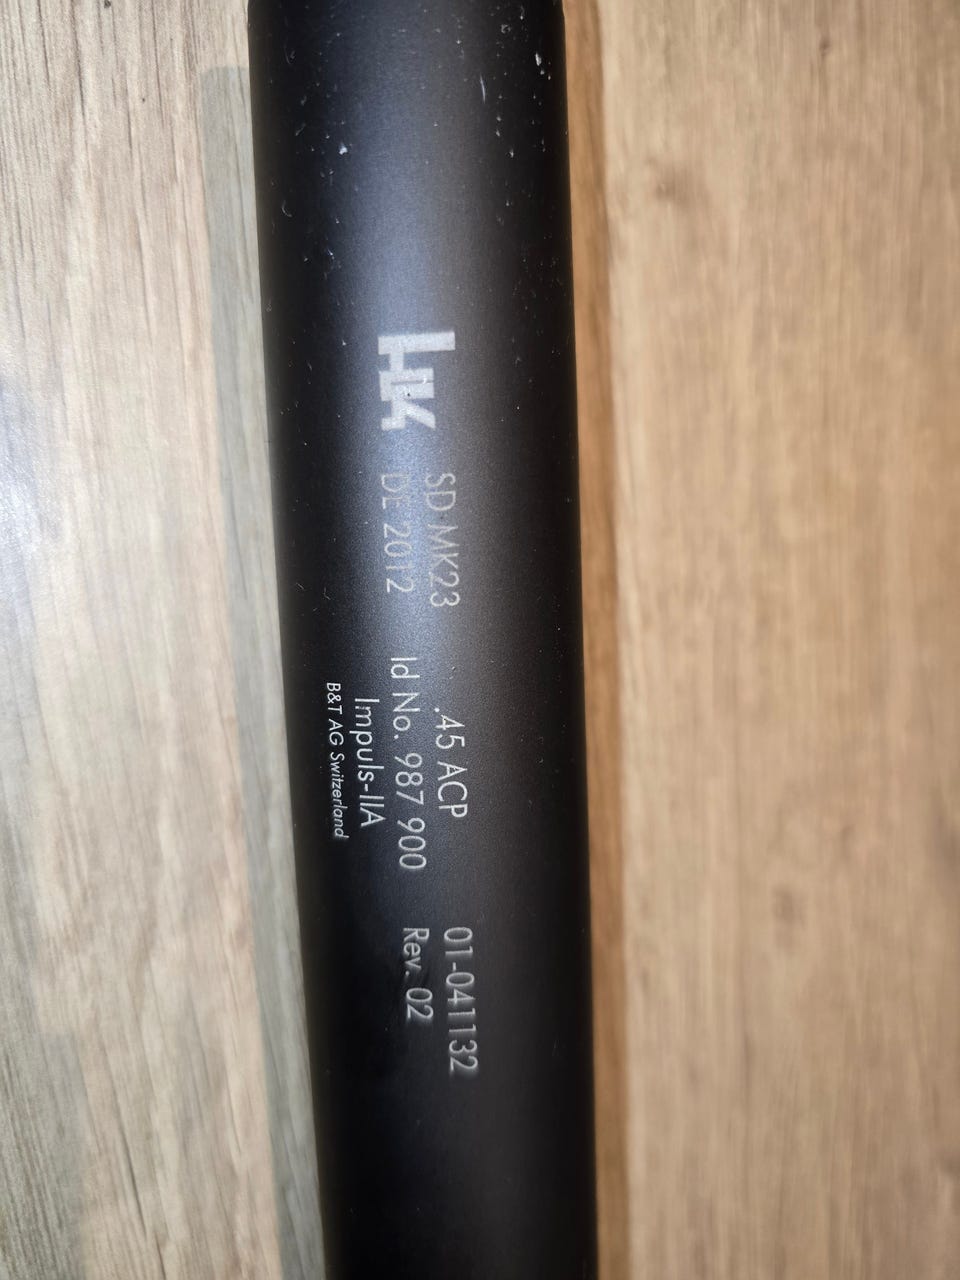 HK
SD-MK23 .45 ACP 01-041132
DE 2012 Id No. 987 900 Rev. 02
Impuls-IIA
B&T AG Switzerland